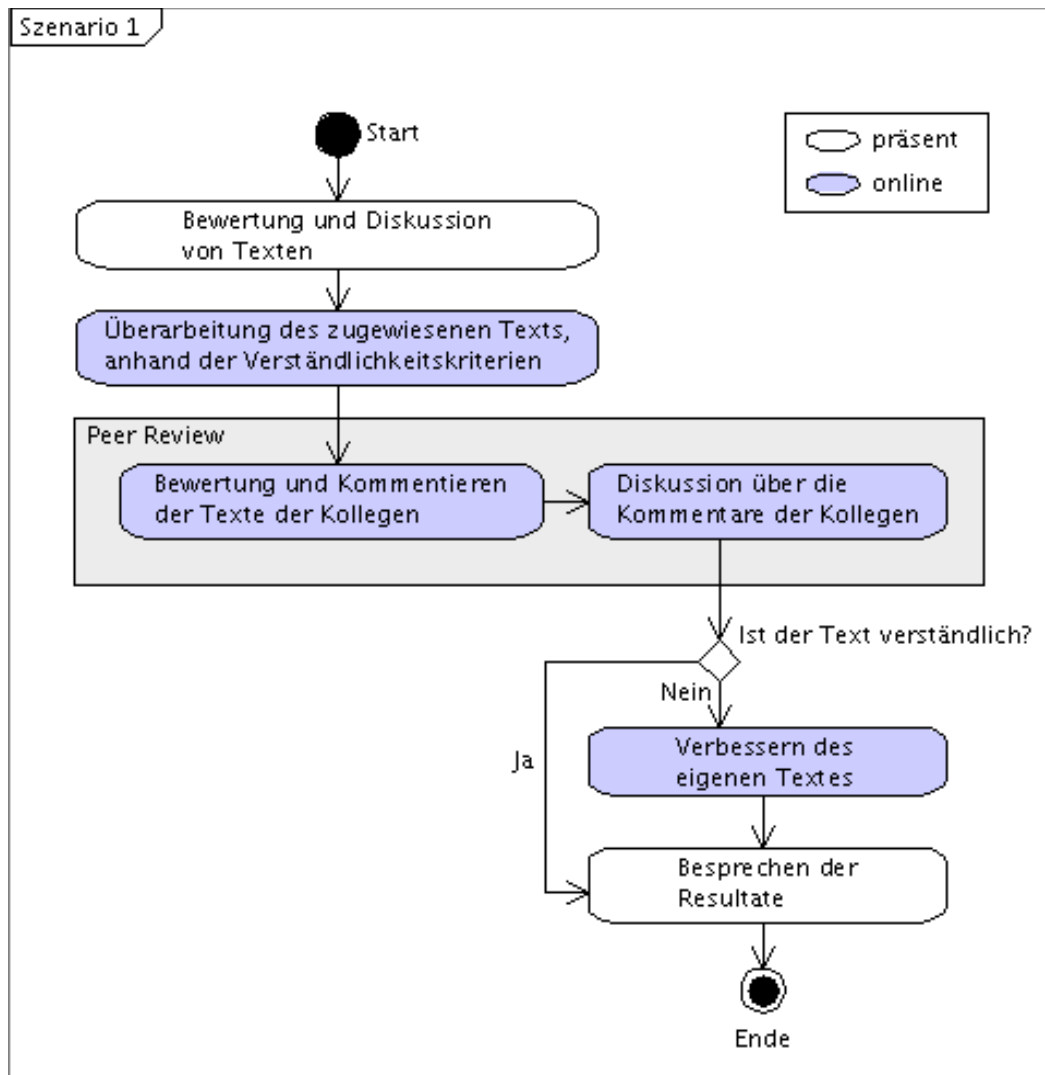 Szenario 1
Start
präsent
online
Bewertung und Diskussion
von Texten
Überarbeitung des zugewiesenen Texts,
anhand der Verständlichkeitskriterien
Peer Review
Bewertung und Kommentieren
der Texte der Kollegen
Diskussion über die
Kommentare der Kollegen
Ist der Text verständlich?
Nein
Ja
Verbessern des
eigenen Textes
Besprechen der
Resultate
Ende